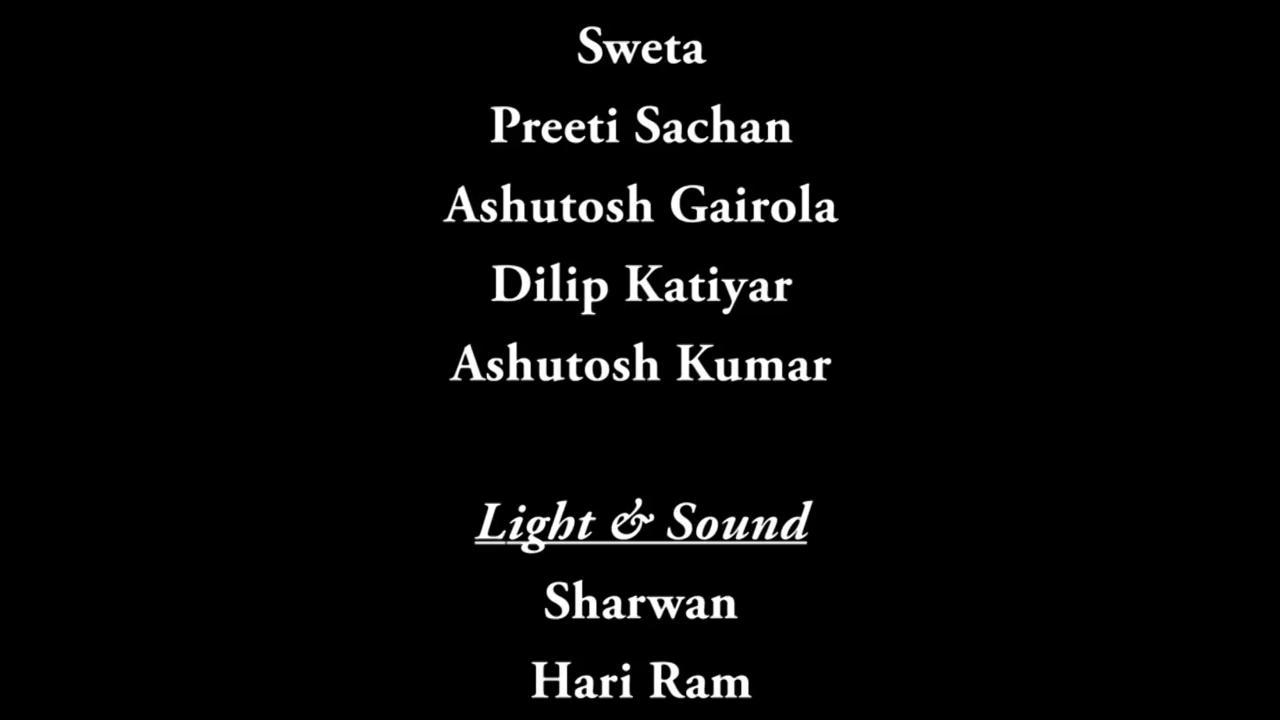 Sweta
Preeti Sachan
Ashutosh Gairola
Dilip Katiyar
Ashutosh Kumar
Light & Sound
Sharwan
Hari Ram